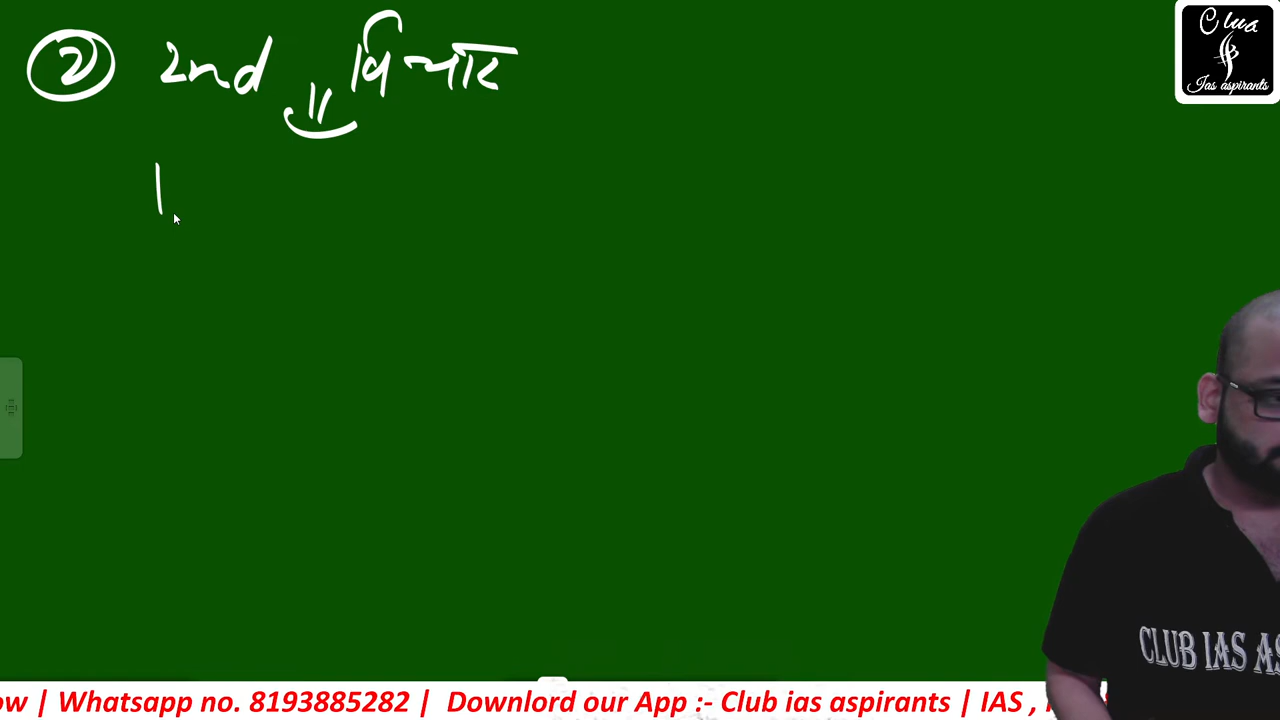 ② 2nd " विचार
Club
Ias aspirants
CLUB IAS AS
ow | Whatsapp no. 8193885282 | Downlord our App :- Club ias aspirants | IAS ,